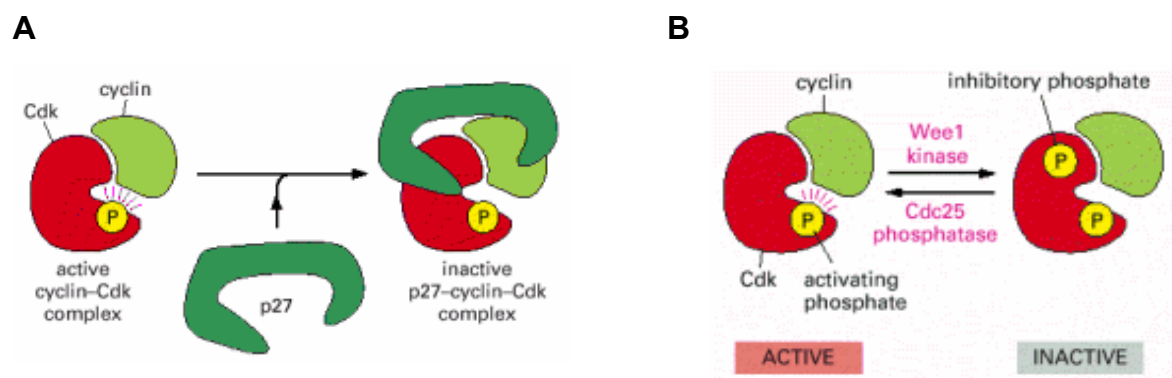 A
B
cyclin
Cdk
P
active
cyclin–Cdk
complex
p27
P
inactive
p27–cyclin–Cdk
complex
cyclin
inhibitory phosphate
Wee1
kinase
P
P
P
Cdc25
phosphatase
Cdk
activating
phosphate
ACTIVE
INACTIVE